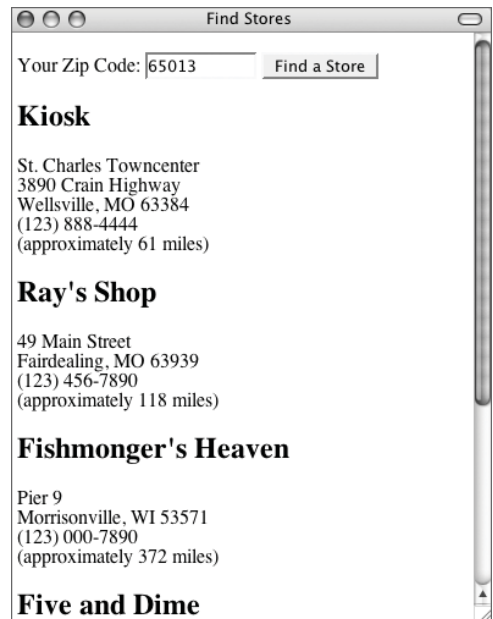 Find Stores
Your Zip Code: 65013 Find a Store
Kiosk
St. Charles Towncenter
3890 Crain Highway
Wellsville, MO 63384
(123) 888-4444
(approximately 61 miles)
Ray's Shop
49 Main Street
Fairdealing, MO 63939
(123) 456-7890
(approximately 118 miles)
Fishmonger's Heaven
Pier 9
Morrisonville, WI 53571
(123) 000-7890
(approximately 372 miles)
Five and Dime